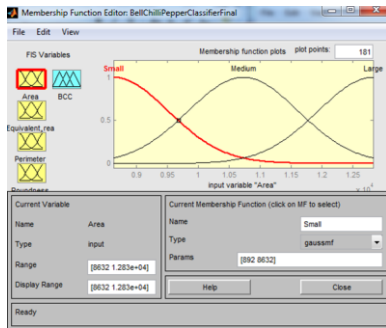 Membership Function Editor: BellChilliPepperClassifierFinal
File Edit View
FIS Variables
Membership function plots plot points: 181
Area BCC
Equivalent_rea
Perimeter
Roundness
Small Medium Large
1
0.5
0
0.9 0.95 1 1.05 1.1 1.15 1.2 1.25
input variable "Area"
Current Variable
Name Area
Type input
Range [8632 1.283e+04]
Display Range [8632 1.283e+04]
Current Membership Function (click on MF to select)
Name Small
Type gaussmf
Params [892 8632]
Help Close
Ready